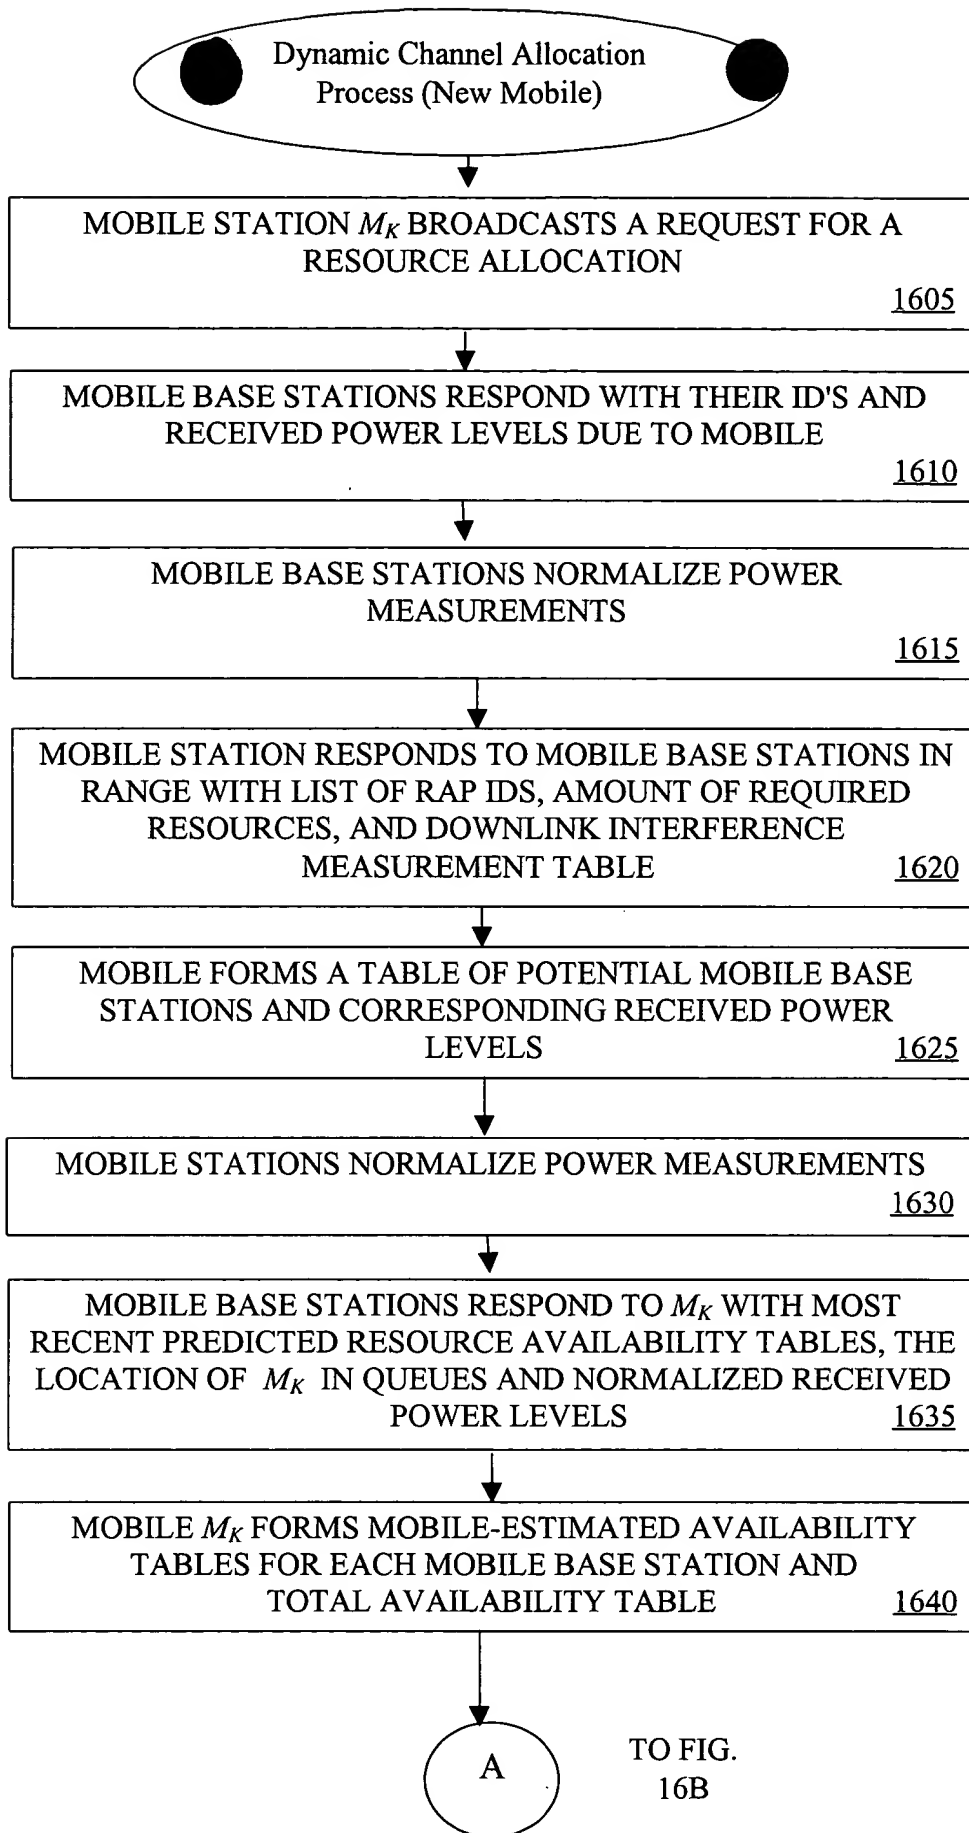 Dynamic Channel Allocation
Process (New Mobile)
MOBILE STATION M_K BROADCASTS A REQUEST FOR A
RESOURCE ALLOCATION
1605
MOBILE BASE STATIONS RESPOND WITH THEIR ID'S AND
RECEIVED POWER LEVELS DUE TO MOBILE
1610
MOBILE BASE STATIONS NORMALIZE POWER
MEASUREMENTS
1615
MOBILE STATION RESPONDS TO MOBILE BASE STATIONS IN
RANGE WITH LIST OF RAP IDS, AMOUNT OF REQUIRED
RESOURCES, AND DOWNLINK INTERFERENCE
MEASUREMENT TABLE 1620
MOBILE FORMS A TABLE OF POTENTIAL MOBILE BASE
STATIONS AND CORRESPONDING RECEIVED POWER
LEVELS 1625
MOBILE STATIONS NORMALIZE POWER MEASUREMENTS
1630
MOBILE BASE STATIONS RESPOND TO M_K WITH MOST
RECENT PREDICTED RESOURCE AVAILABILITY TABLES, THE
LOCATION OF M_K IN QUEUES AND NORMALIZED RECEIVED
POWER LEVELS 1635
MOBILE M_K FORMS MOBILE-ESTIMATED AVAILABILITY
TABLES FOR EACH MOBILE BASE STATION AND
TOTAL AVAILABILITY TABLE 1640
A
TO FIG.
16B